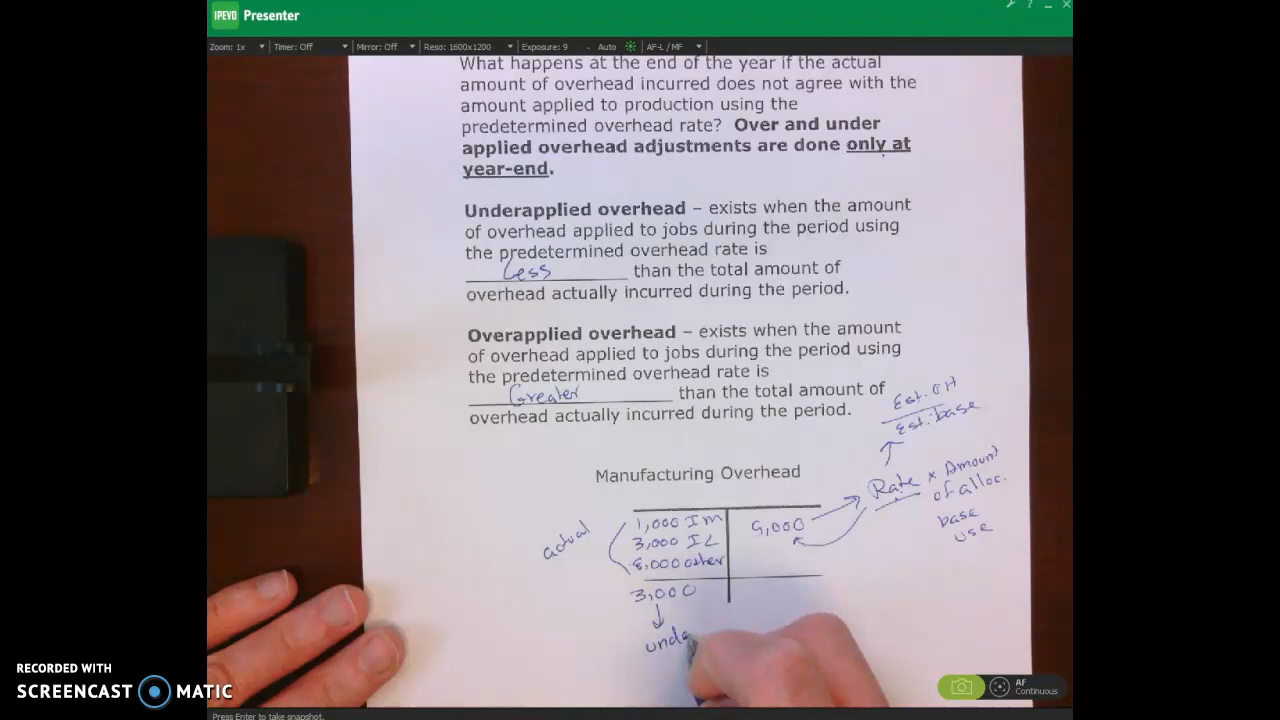 IPEVO Presenter
Zoom: 1x Timer: Off Mirror: Off Reso: 1600x1200 Exposure: 9 - Auto AF-L / MF
What happens at the end of the year if the actual
amount of overhead incurred does not agree with the
amount applied to production using the
predetermined overhead rate? Over and under
applied overhead adjustments are done only at
year-end.
Underapplied overhead – exists when the amount
of overhead applied to jobs during the period using
the predetermined overhead rate is
Less than the total amount of
overhead actually incurred during the period.
Overapplied overhead – exists when the amount
of overhead applied to jobs during the period using
the predetermined overhead rate is
Greater than the total amount of
overhead actually incurred during the period.
Est. OH
Est. base
Manufacturing Overhead
Rate x Amount
of alloc.
base
use
actual
1,000 IM
9,000
3,000 IL
8,000 other
3,000
unde
RECORDED WITH
SCREENCAST MATIC
AF
Continuous
Press Enter to take snapshot.